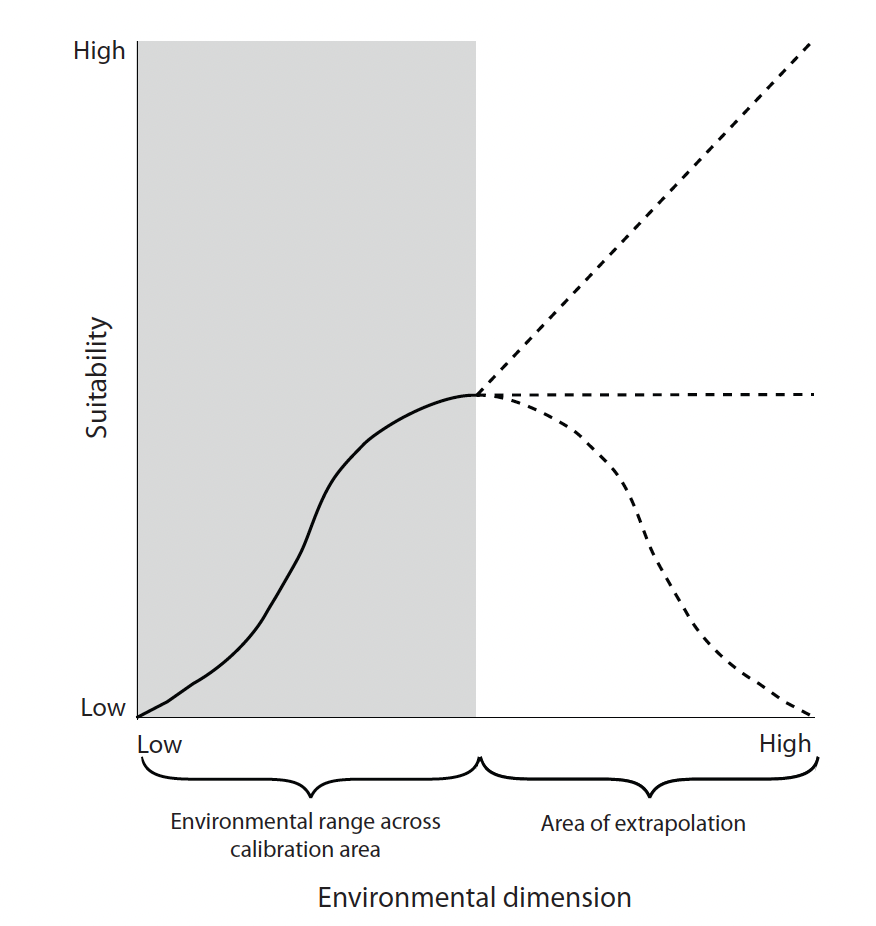 High
Suitability
Low
Low
High
Environmental range across
calibration area
Area of extrapolation
Environmental dimension